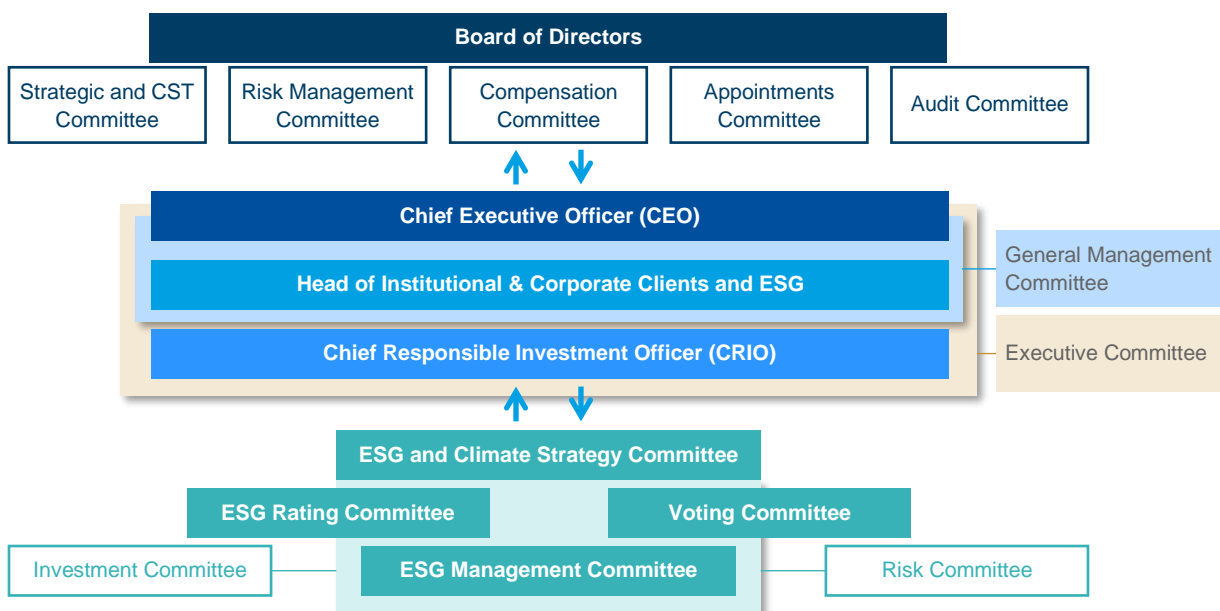 Board of Directors
Strategic and CST
Committee
Risk Management
Committee
Compensation
Committee
Appointments
Committee
Audit Committee
Chief Executive Officer (CEO)
Head of Institutional & Corporate Clients and ESG
General Management
Committee
Chief Responsible Investment Officer (CRIO)
Executive Committee
ESG and Climate Strategy Committee
ESG Rating Committee
Voting Committee
Investment Committee
ESG Management Committee
Risk Committee